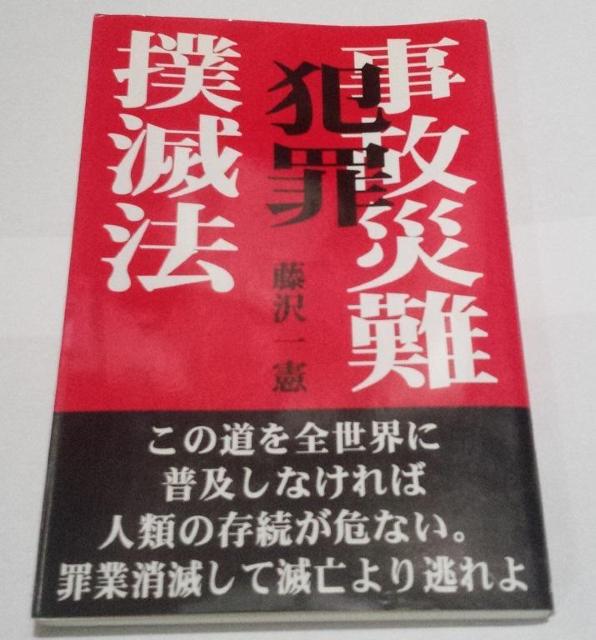 事故災難
犯罪
撲滅法
藤沢一憲
この道を全世界に
普及しなければ
人類の存続が危ない。
罪業消滅して滅亡より逃れよ